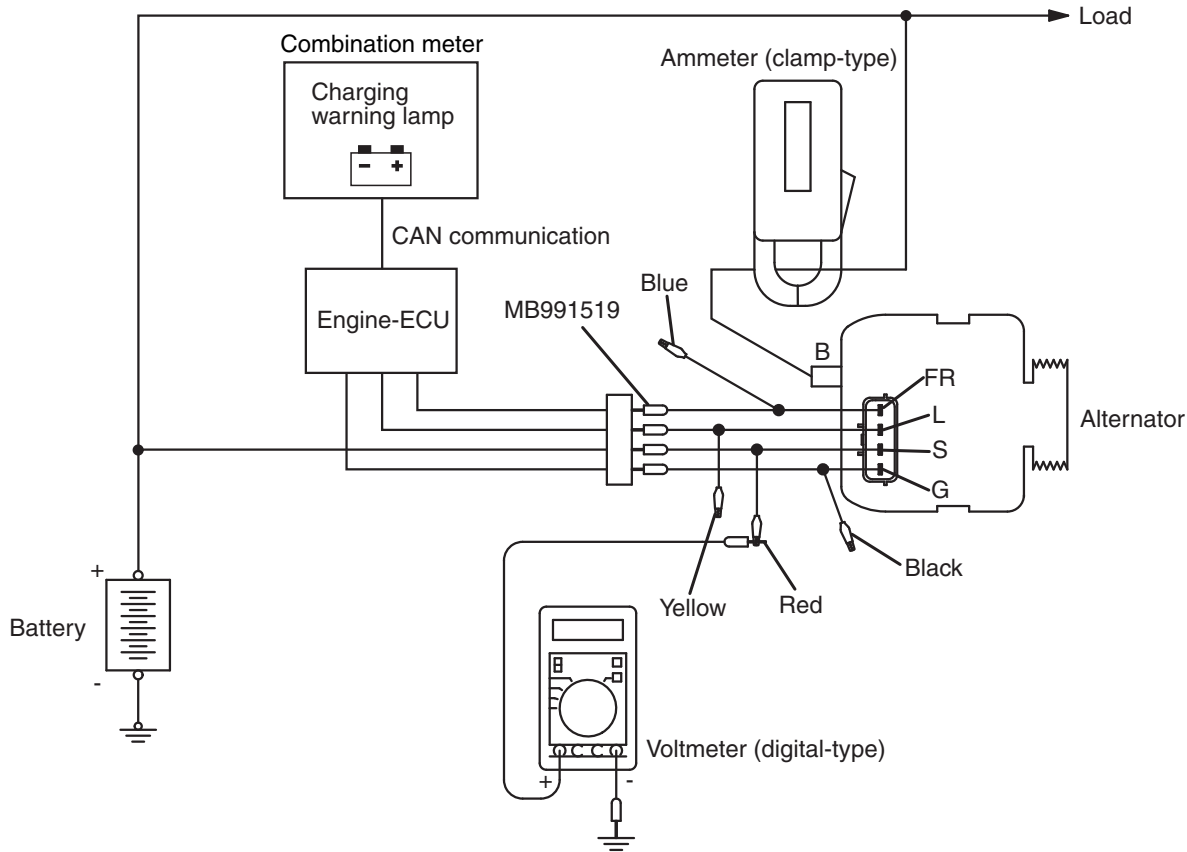 Load
Combination meter
Ammeter (clamp-type)
Charging
warning lamp
- +
CAN communication
Blue
MB991519
Engine-ECU
B
FR
L
Alternator
S
G
Black
+
Yellow
Red
Battery
-
Voltmeter (digital-type)
+ -